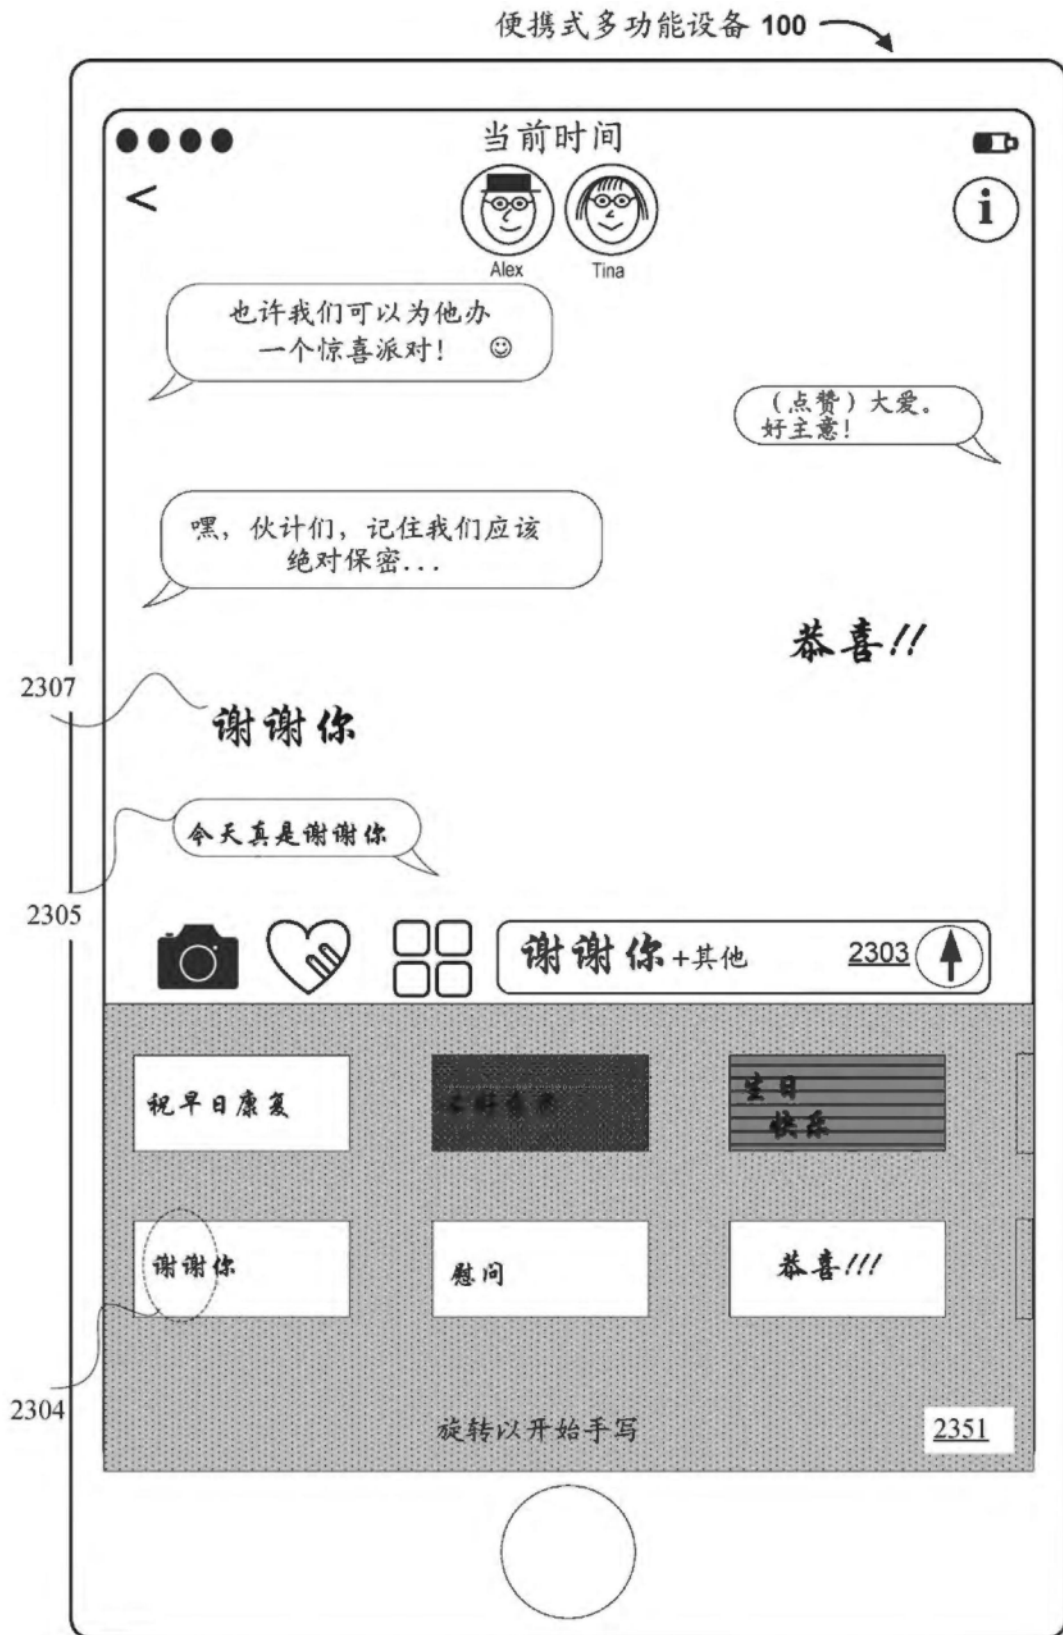 便携式多功能设备 100
当前时间
<
i
Alex
Tina
也许我们可以为他办
一个惊喜派对!
(点赞)大爱。
好主意!
嘿,伙计们,记住我们应该
绝对保密...
恭喜!!
2307
谢谢你
今天真是谢谢你
2305
谢谢你+其他
2303
祝早日康复
生日
快乐
谢谢你
慰问
恭喜!!!
2304
旋转以开始手写
2351